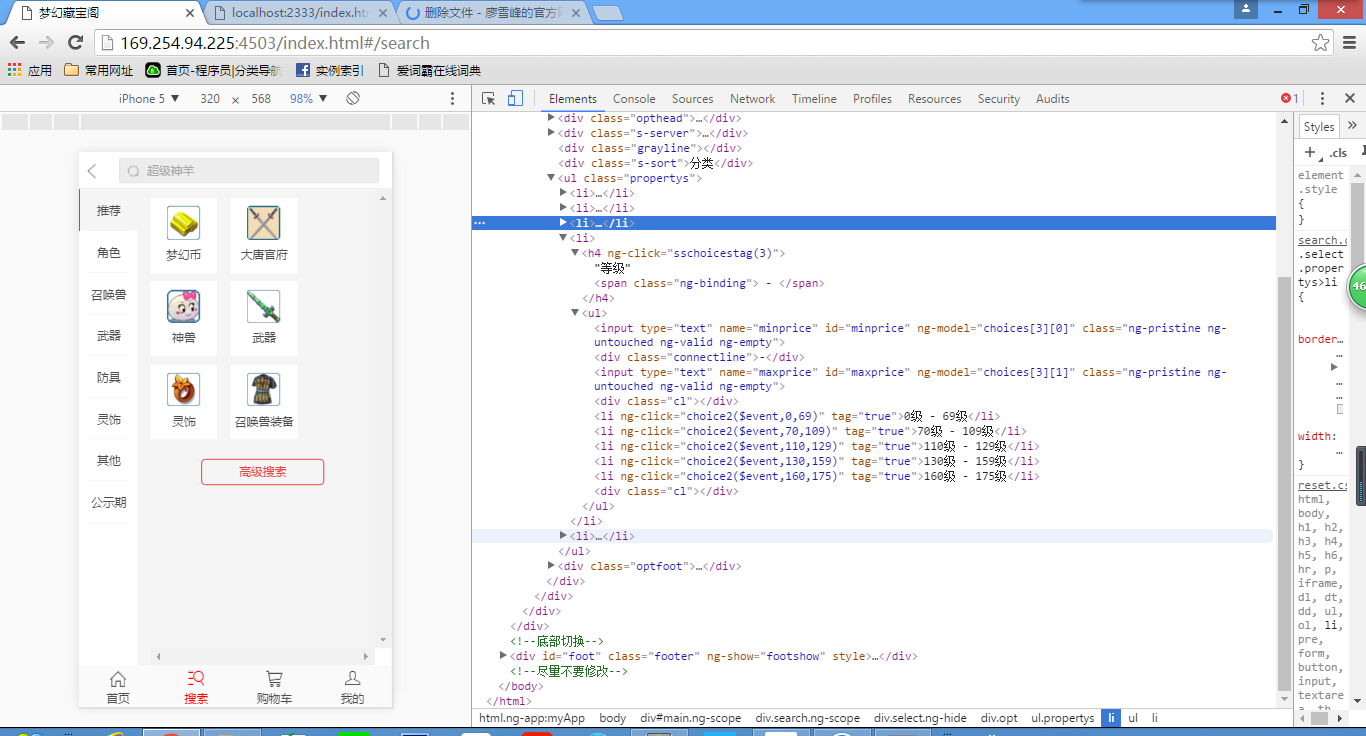 梦幻藏宝阁
localhost:2333/index.htm
删除文件 - 廖雪峰的官方网
169.254.94.225:4503/index.html#/search
应用
常用网址
首页-程序员|分类导航
实例索引
爱词霸在线词典
iPhone 5 ▼ 320 × 568 98% ▼
超级神羊
推荐
角色
召唤兽
武器
防具
灵饰
其他
公示期
梦幻币
大唐官府
神兽
武器
灵饰
召唤兽装备
高级搜索
首页
搜索
购物车
我的
Elements Console Sources Network Timeline Profiles Resources Security Audits
1
<div class="opthead">…</div>
<div class="s-server">…</div>
<div class="grayline"></div>
<div class="s-sort">分类</div>
<ul class="propertys">
<li>…</li>
<li>…</li>
<li>…</li>
<li>
<h4 ng-click="sschoicestag(3)">
"等级"
<span class="ng-binding"> - </span>
</h4>
<ul>
<input type="text" name="minprice" id="minprice" ng-model="choices[3][0]" class="ng-pristine ng-
untouched ng-valid ng-empty">
<div class="connectline">-</div>
<input type="text" name="maxprice" id="maxprice" ng-model="choices[3][1]" class="ng-pristine ng-
untouched ng-valid ng-empty">
<div class="cl"></div>
<li ng-click="choice2($event,0,69)" tag="true">0级 - 69级</li>
<li ng-click="choice2($event,70,109)" tag="true">70级 - 109级</li>
<li ng-click="choice2($event,110,129)" tag="true">110级 - 129级</li>
<li ng-click="choice2($event,130,159)" tag="true">130级 - 159级</li>
<li ng-click="choice2($event,160,175)" tag="true">160级 - 175级</li>
<div class="cl"></div>
</ul>
</li>
<li>…</li>
</ul>
<div class="optfoot">…</div>
</div>
</div>
</div>
</div>
<!--底部切换-->
<div id="foot" class="footer" ng-show="footshow" style>…</div>
<!--尽量不要修改-->
</body>
</html>
html.ng-app:myApp body div#main.ng-scope div.search.ng-scope div.select.ng-hide div.opt ul.propertys li ul li
Styles
+ .cls
element
.style
{
}
search.c
.select
.proper
tys>li
{
border…
…
…
…
width:
…
}
reset.cs
html,
body,
h1, h2,
h3, h4,
h5, h6,
hr, p,
iframe,
dl, dt,
dd, ul,
ol, li,
pre,
form,
button,
input,
textare
a, th,
46